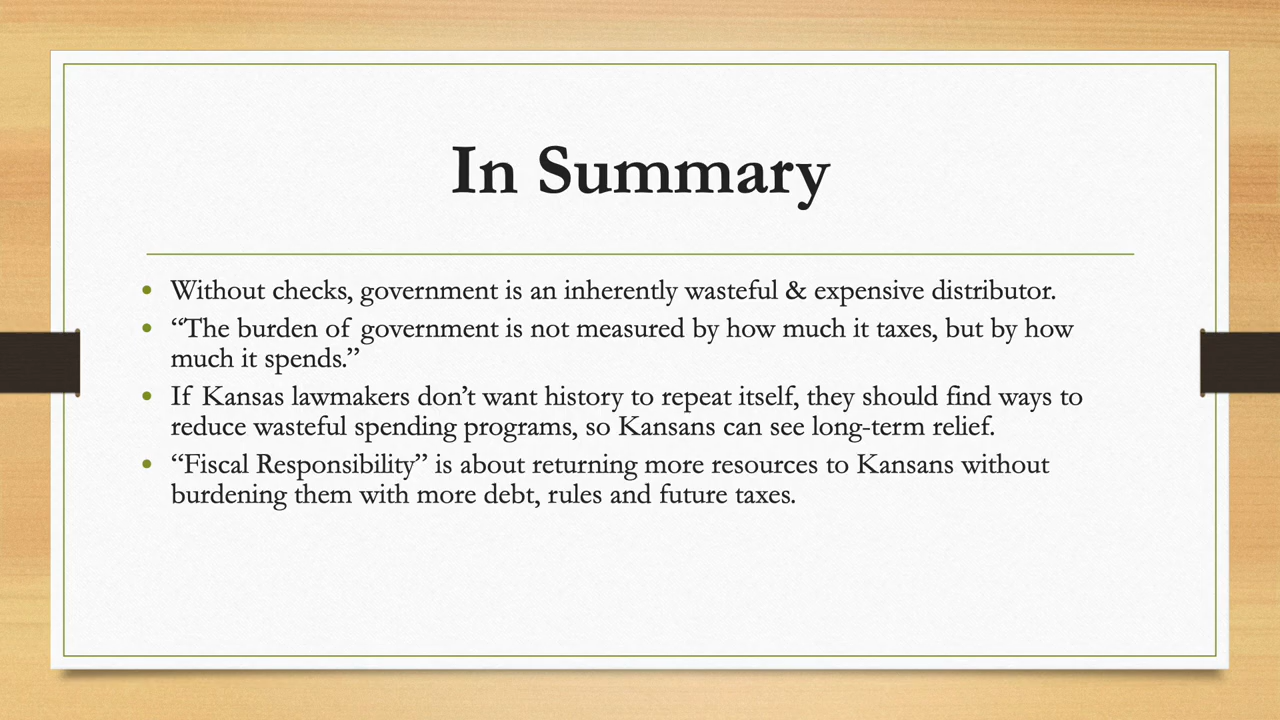 In Summary
• Without checks, government is an inherently wasteful & expensive distributor.
• “The burden of government is not measured by how much it taxes, but by how
much it spends.”
• If Kansas lawmakers don’t want history to repeat itself, they should find ways to
reduce wasteful spending programs, so Kansans can see long-term relief.
• “Fiscal Responsibility” is about returning more resources to Kansans without
burdening them with more debt, rules and future taxes.